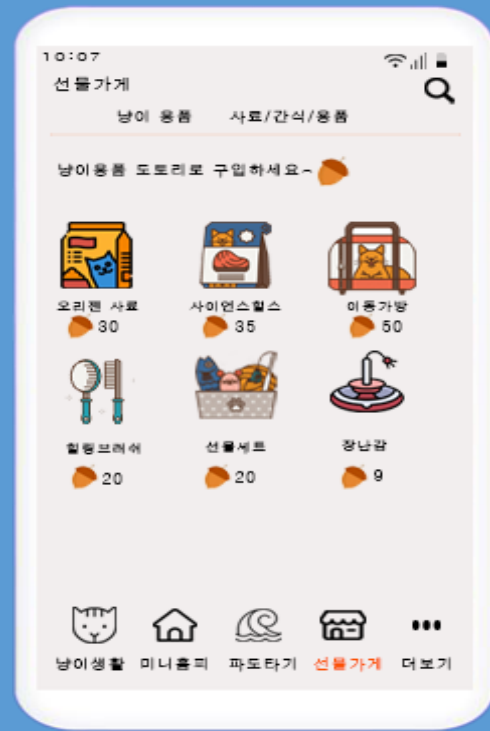 10:07
선물가게
냥이 용품 사료/간식/용품
냥이용품 도토리로 구입하세요~
오리젠 사료 사이언스힐스 이동가방
30 35 50
힐링브러쉬 선물세트 장난감
20 20 9
냥이생활 미니홈피 파도타기 선물가게 더보기